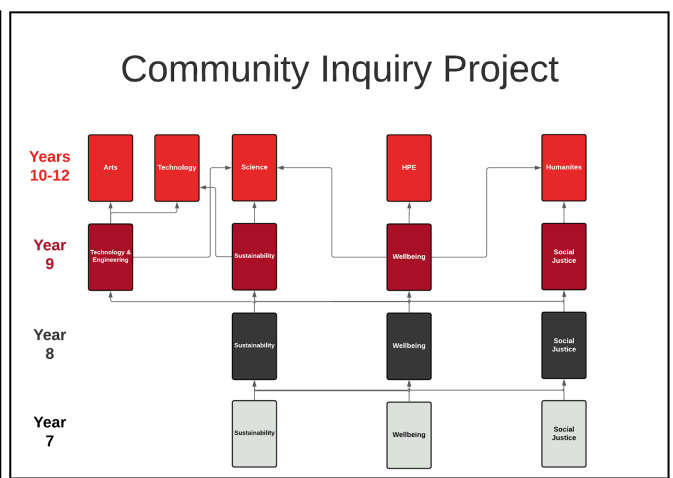 Community Inquiry Project
Years
10-12
Arts
Technology
Science
HPE
Humanites
Year
9
Technology &
Engineering
Sustainability
Wellbeing
Social
Justice
Year
8
Sustainability
Wellbeing
Social
Justice
Year
7
Sustainability
Wellbeing
Social
Justice